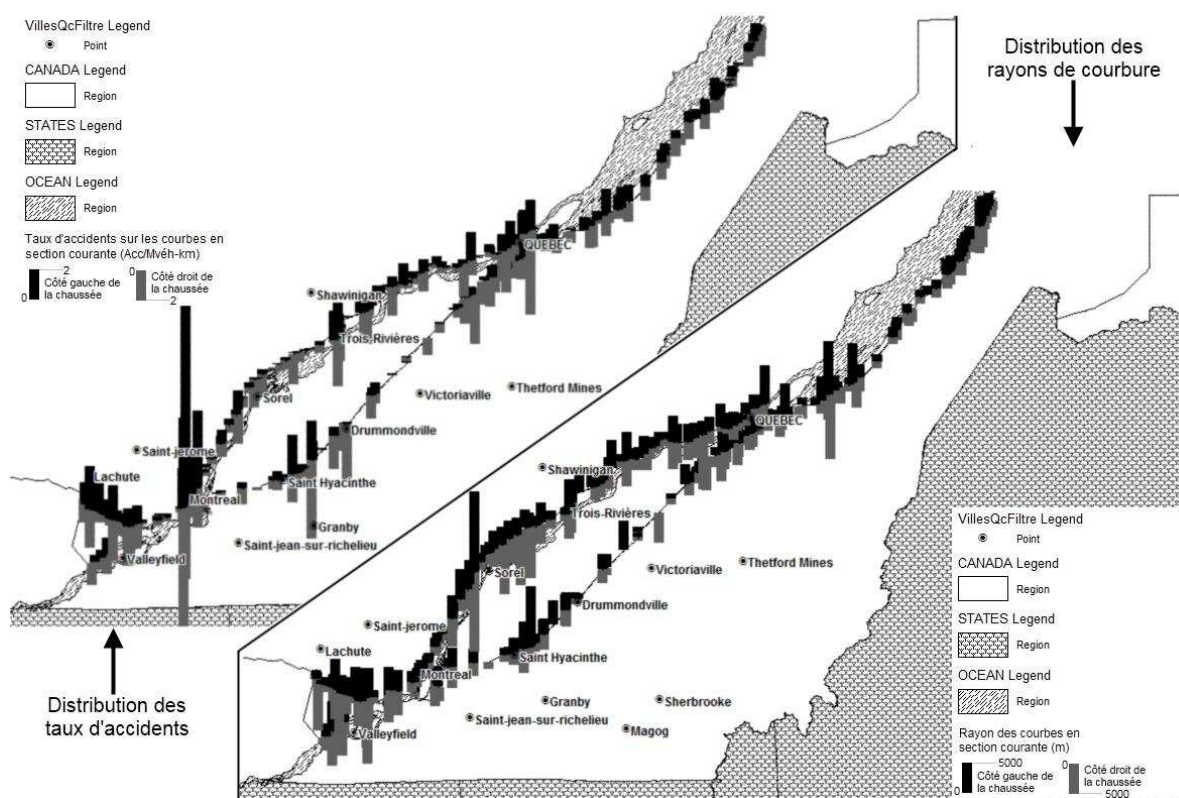 VillesQcFiltre Legend
Point
CANADA Legend
Region
STATES Legend
Region
OCEAN Legend
Region
Taux d'accidents sur les courbes en
section courante (Acc/Mvéh-km)
2
0
Côté gauche de
la chaussée
0
Côté droit de
la chaussée
2
Distribution des
rayons de courbure
QUEBEC
Shawinigan
Trois-Rivières
Sorel
Victoriaville
Thetford Mines
Drummondville
Saint-jerome
Lachute
Saint Hyacinthe
Montreal
Granby
Saint-jean-sur-richelieu
Valleyfield
Distribution des
taux d'accidents
QUEBEC
Shawinigan
Trois-Rivières
Sorel
Victoriaville
Thetford Mines
Drummondville
Saint-jerome
Lachute
Saint Hyacinthe
Montreal
Granby
Sherbrooke
Saint-jean-sur-richelieu
Magog
Valleyfield
VillesQcFiltre Legend
Point
CANADA Legend
Region
STATES Legend
Region
OCEAN Legend
Region
Rayon des courbes en
section courante (m)
5000
0
Côté gauche de
la chaussée
0
Côté droit de
la chaussée
5000